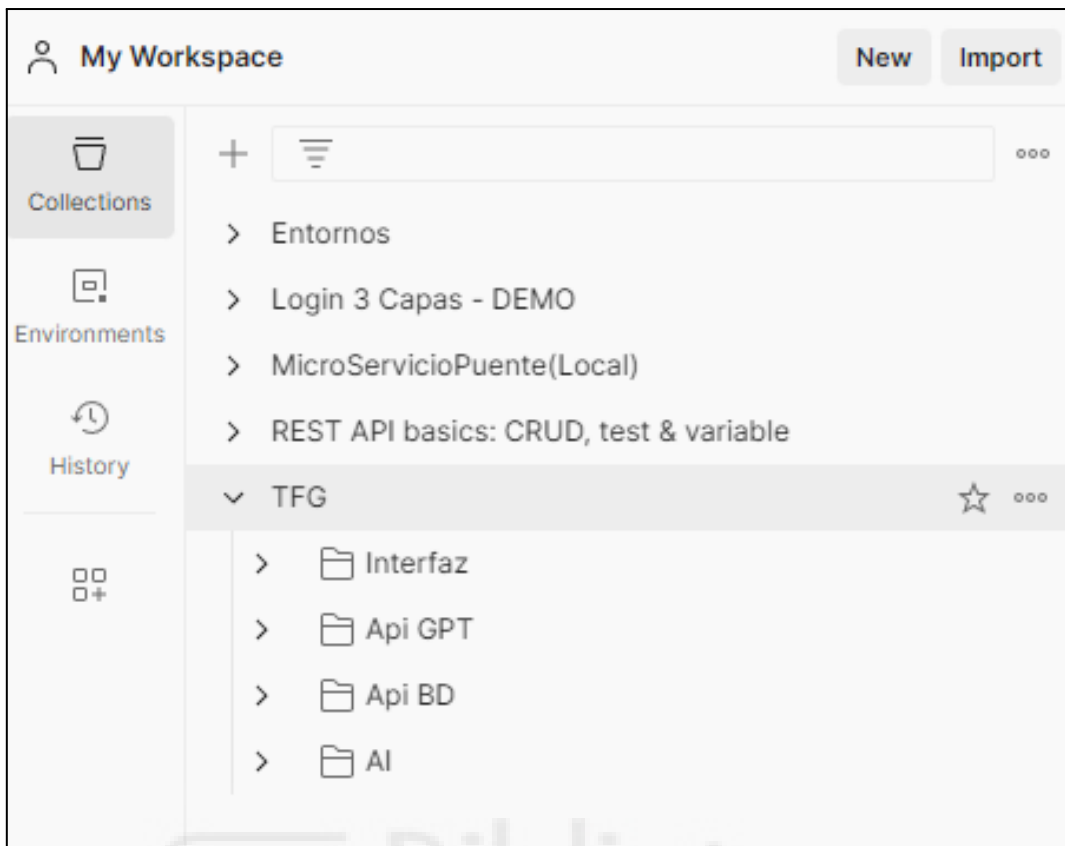 My Workspace New Import
Collections
Environments
History
Entornos
Login 3 Capas - DEMO
MicroServicioPuente(Local)
REST API basics: CRUD, test & variable
TFG
Interfaz
Api GPT
Api BD
AI